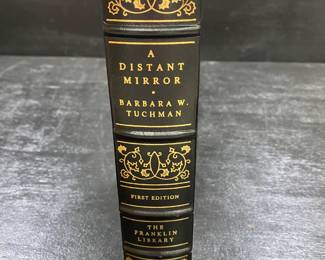 A
DISTANT
MIRROR
BARBARA W.
TUCHMAN
FIRST EDITION
THE
FRANKLIN
LIBRARY